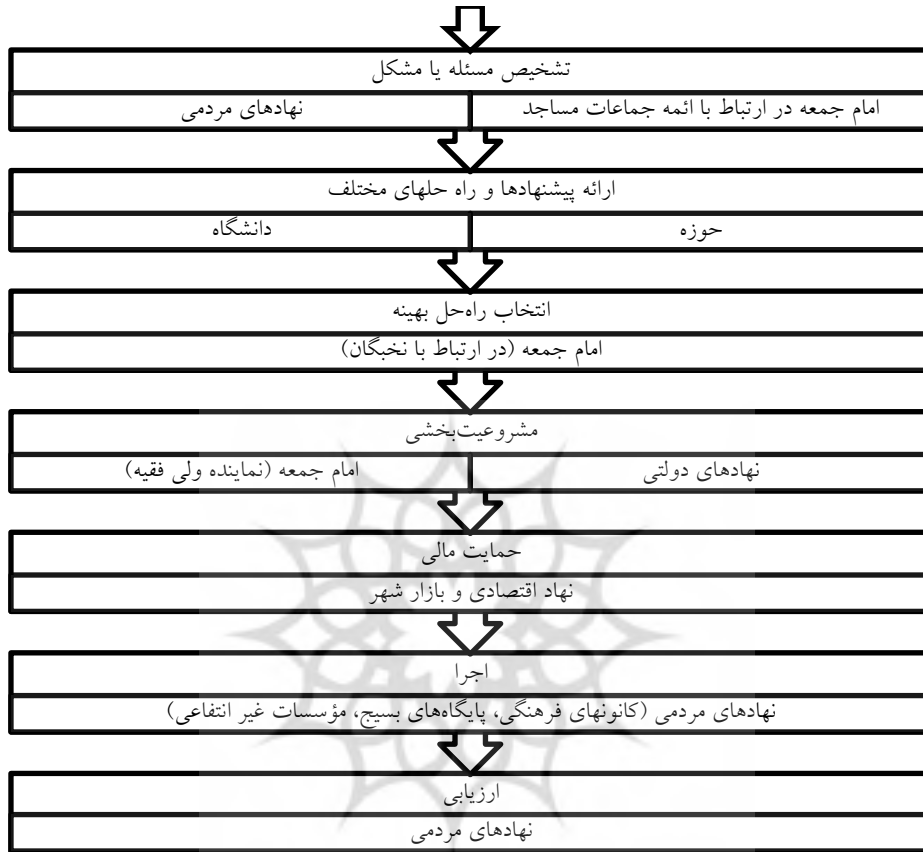 تشخیص مسئله یا مشکل
امام جمعه در ارتباط با ائمه جماعات مساجد
نهادهای مردمی
ارائه پیشنهادها و راه حلهای مختلف
حوزه
دانشگاه
انتخاب راه‌حل بهینه
امام جمعه (در ارتباط با نخبگان)
مشروعیت‌بخشی
نهادهای دولتی
امام جمعه (نماینده ولی فقیه)
حمایت مالی
نهاد اقتصادی و بازار شهر
اجرا
نهادهای مردمی (کانونهای فرهنگی، پایگاه‌های بسیج، مؤسسات غیر انتفاعی)
ارزیابی
نهادهای مردمی